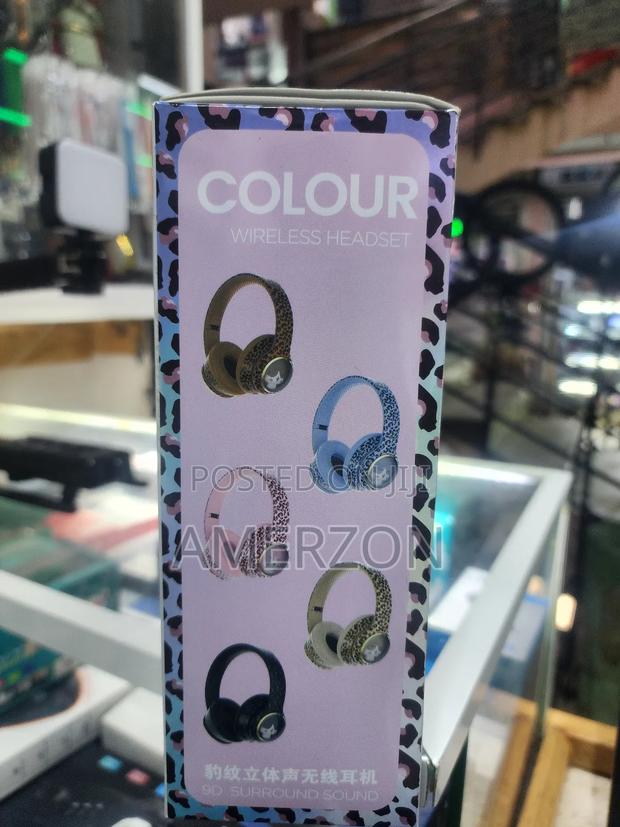 COLOUR
WIRELESS HEADSET
POSTED ON JIJI
AMERZON
豹纹立体声无线耳机
9D SURROUND SOUND